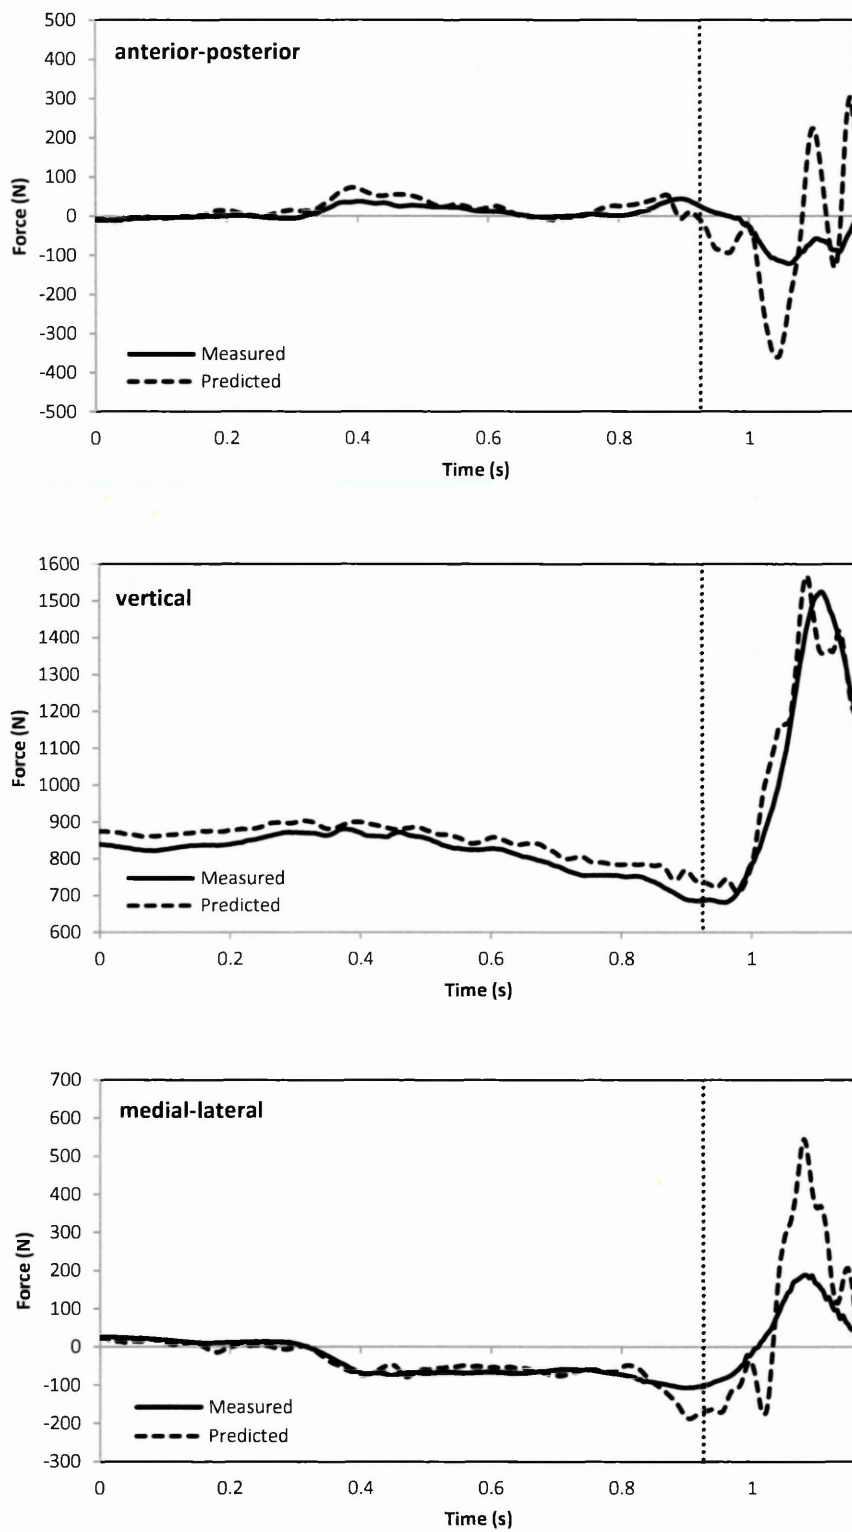 500
anterior-posterior
400
300
200
100
0
-100
-200
-300
-400
-500
Force (N)
Measured
Predicted
0 0.2 0.4 0.6 0.8 1
Time (s)
1600
vertical
1500
1400
1300
1200
1100
1000
900
800
700
600
Force (N)
Measured
Predicted
0 0.2 0.4 0.6 0.8 1
Time (s)
700
medial-lateral
600
500
400
300
200
100
0
-100
-200
-300
Force (N)
Measured
Predicted
0 0.2 0.4 0.6 0.8 1
Time (s)